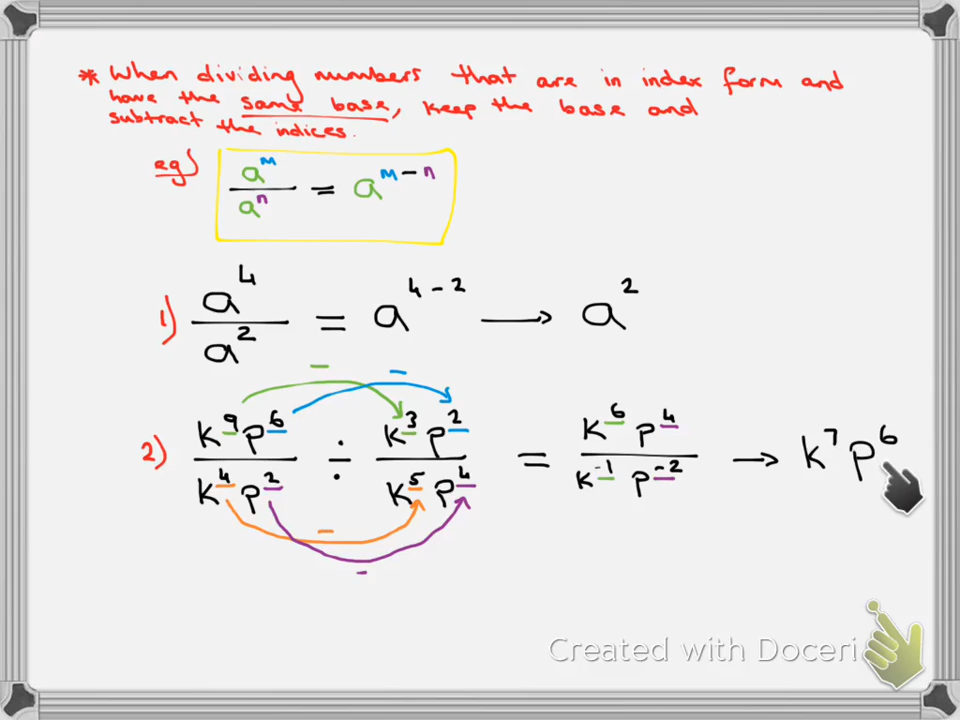 * When dividing numbers that are in index form and
have the same base, keep the base and
subtract the indices.
eg) a^m / a^n = a^(m-n)
1) a^4 / a^2 = a^(4-2) → a^2
2) k^9 p^6 / k^4 p^2 ÷ k^3 p^2 / k^5 p^4 = k^6 p^4 / k^-1 p^-2 → k^7 p^6
Created with Doceri